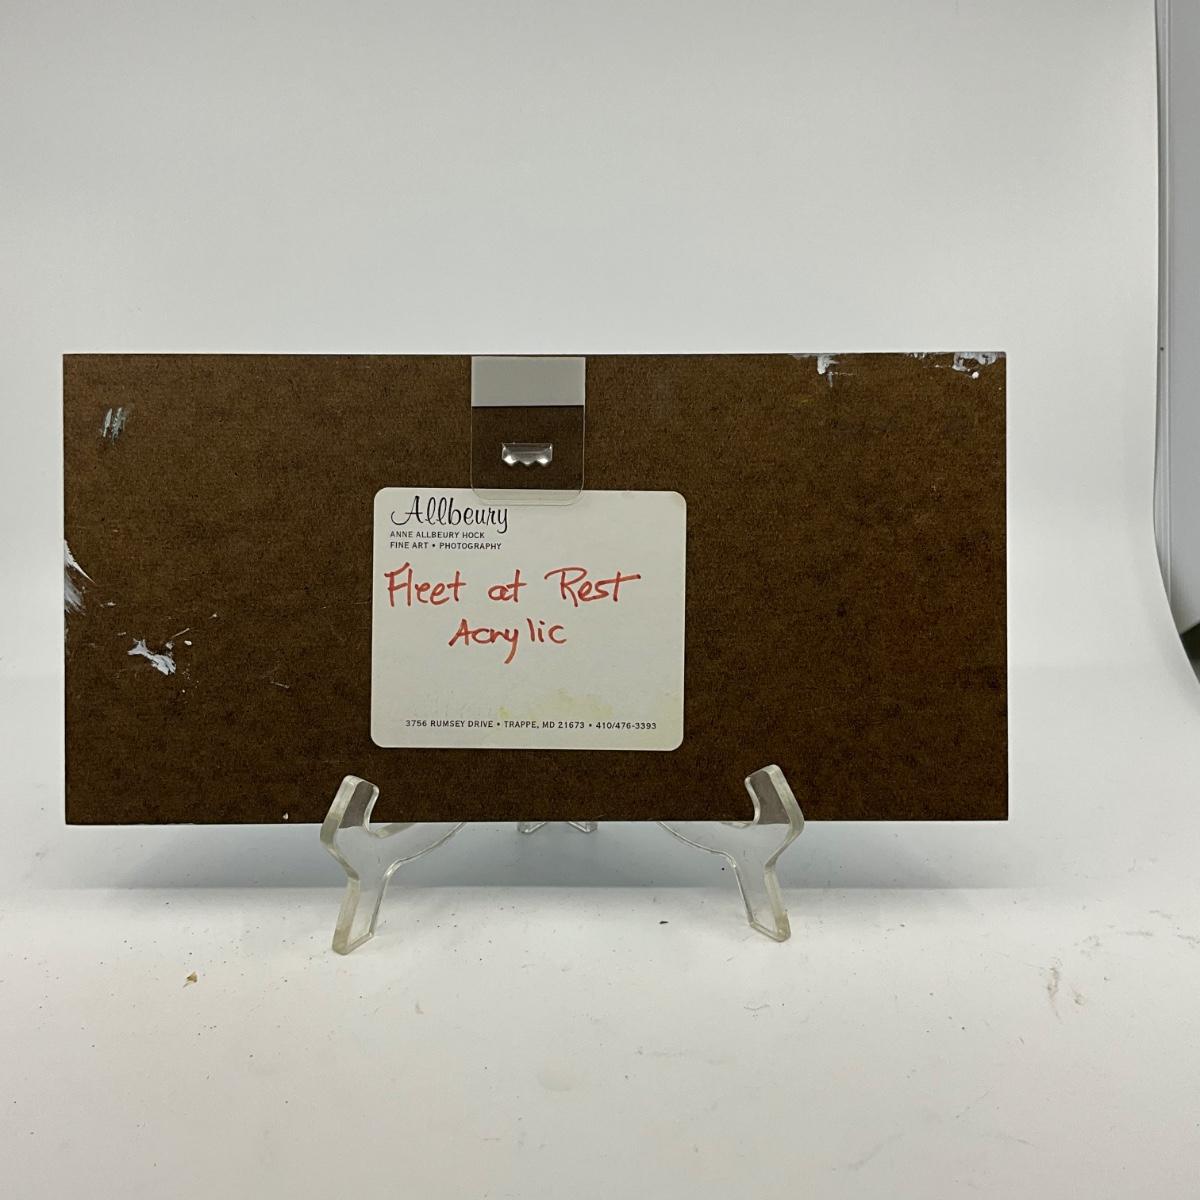 Allbeury
ANNE ALLBEURY HOCK
FINE ART • PHOTOGRAPHY
Fleet at Rest
Acrylic
3756 RUMSEY DRIVE • TRAPPE, MD 21673 • 410/476-3393